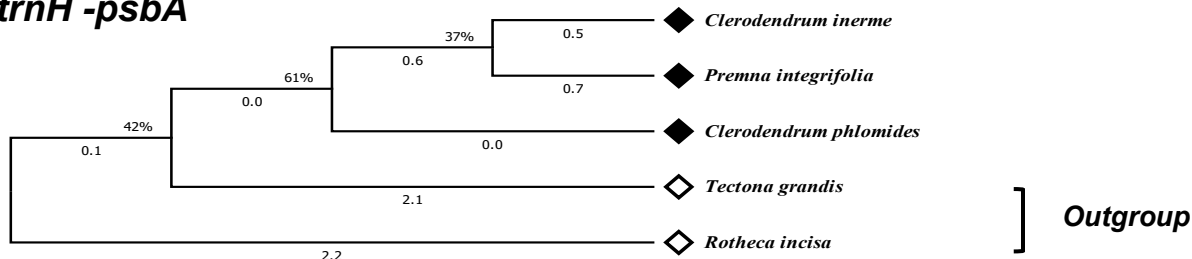 trnH -psbA
Clerodendrum inerme
37%
0.5
0.6
Premna integrifolia
61%
0.7
0.0
Clerodendrum phlomides
42%
0.0
0.1
Tectona grandis
2.1
Outgroup
Rotheca incisa
2.2